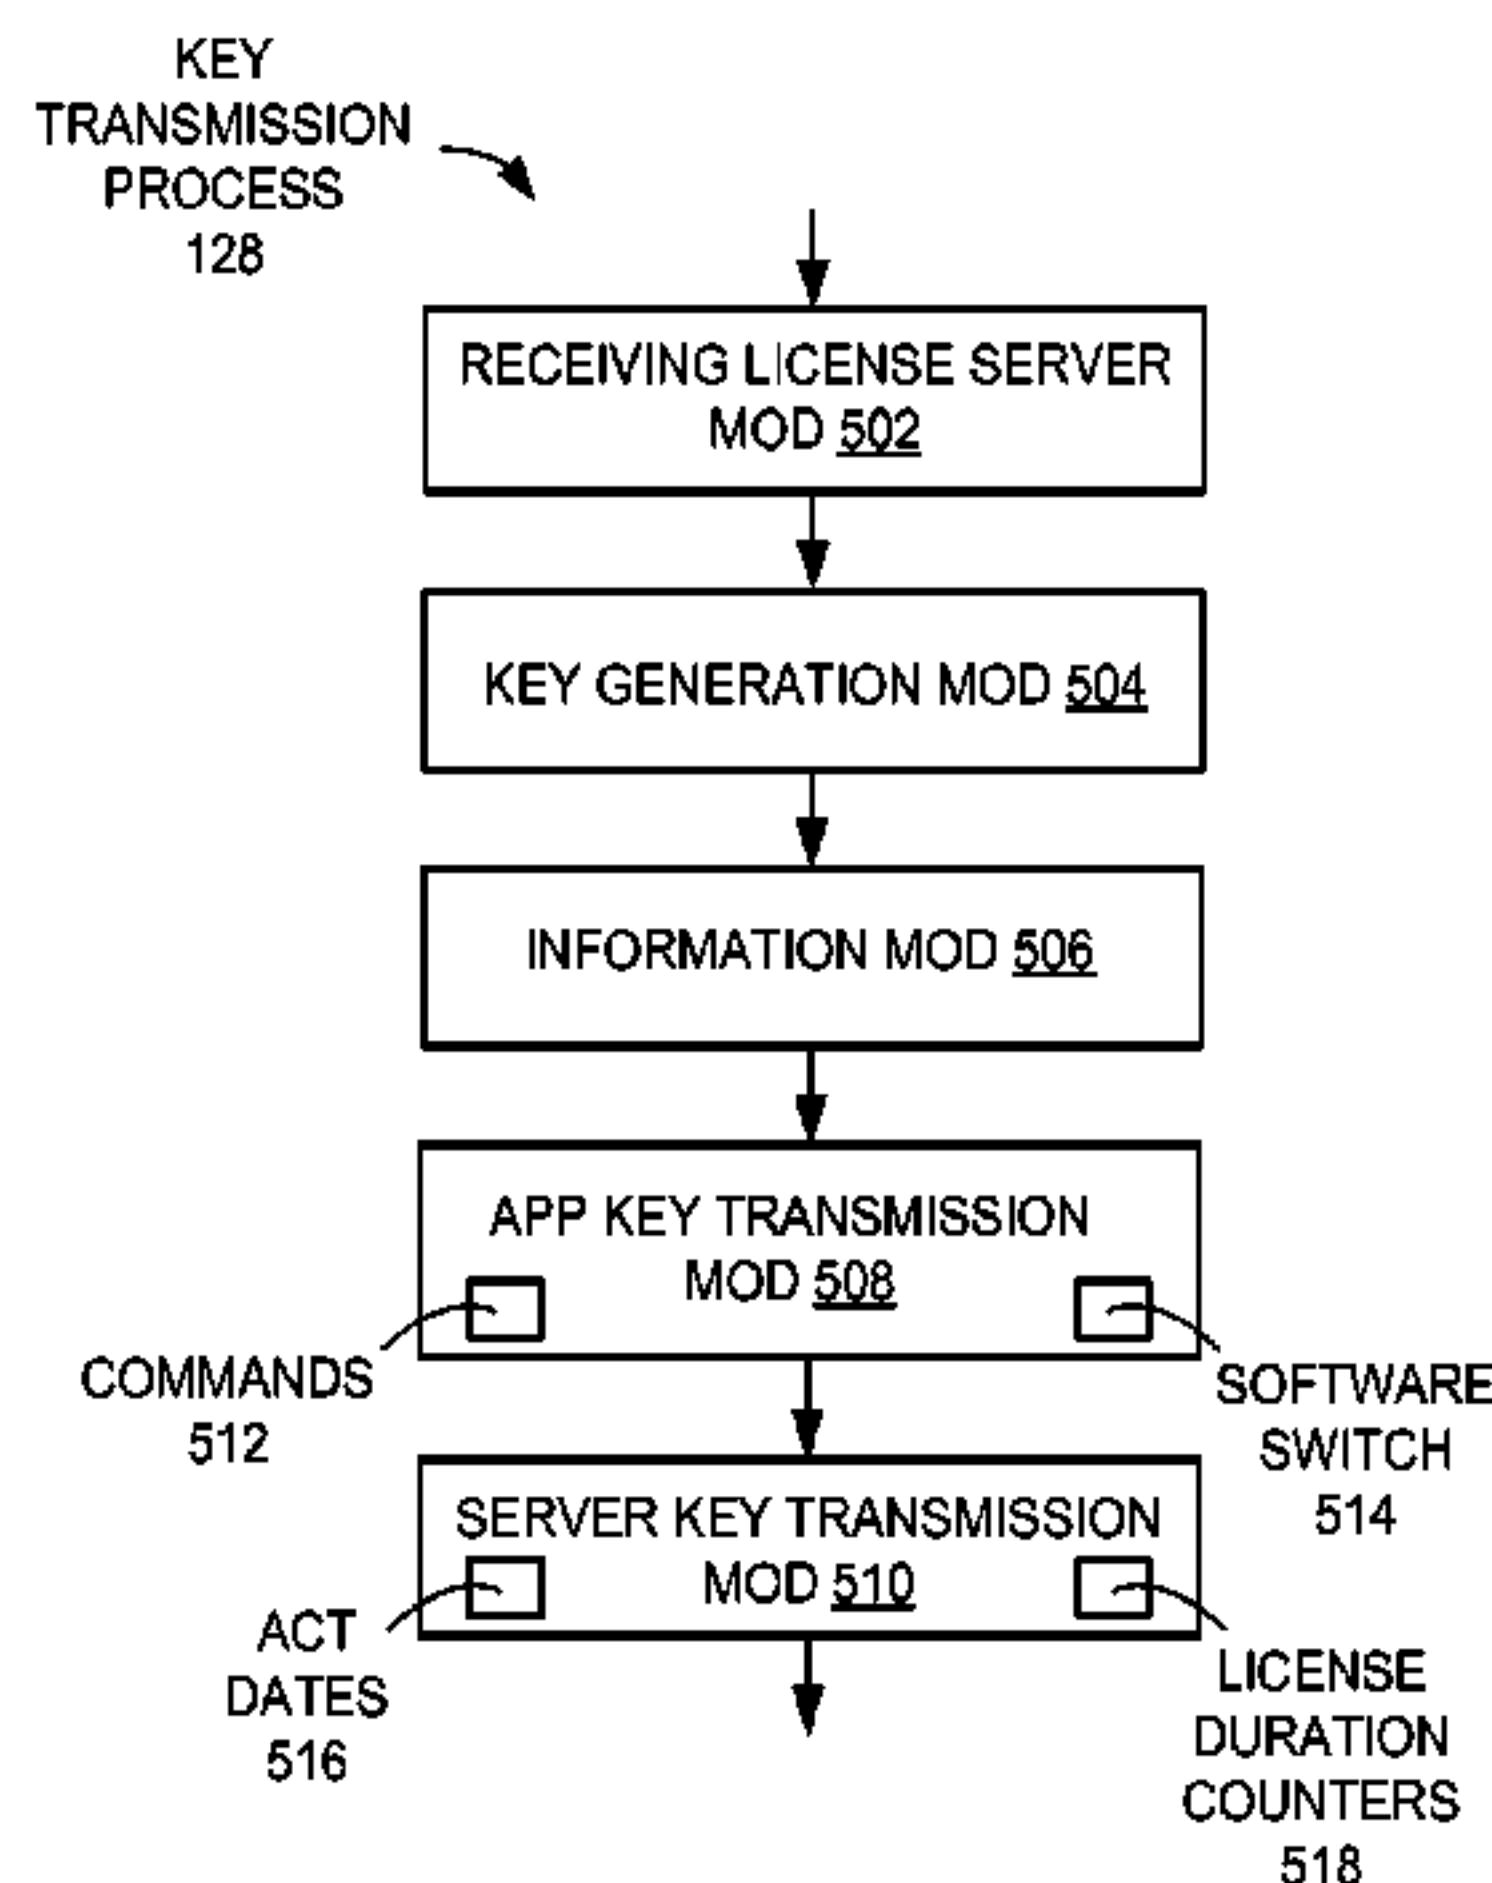 KEY
TRANSMISSION
PROCESS
128
RECEIVING LICENSE SERVER
MOD 502
KEY GENERATION MOD 504
INFORMATION MOD 506
APP KEY TRANSMISSION
MOD 508
COMMANDS
512
SOFTWARE
SWITCH
514
SERVER KEY TRANSMISSION
MOD 510
ACT
DATES
516
LICENSE
DURATION
COUNTERS
518